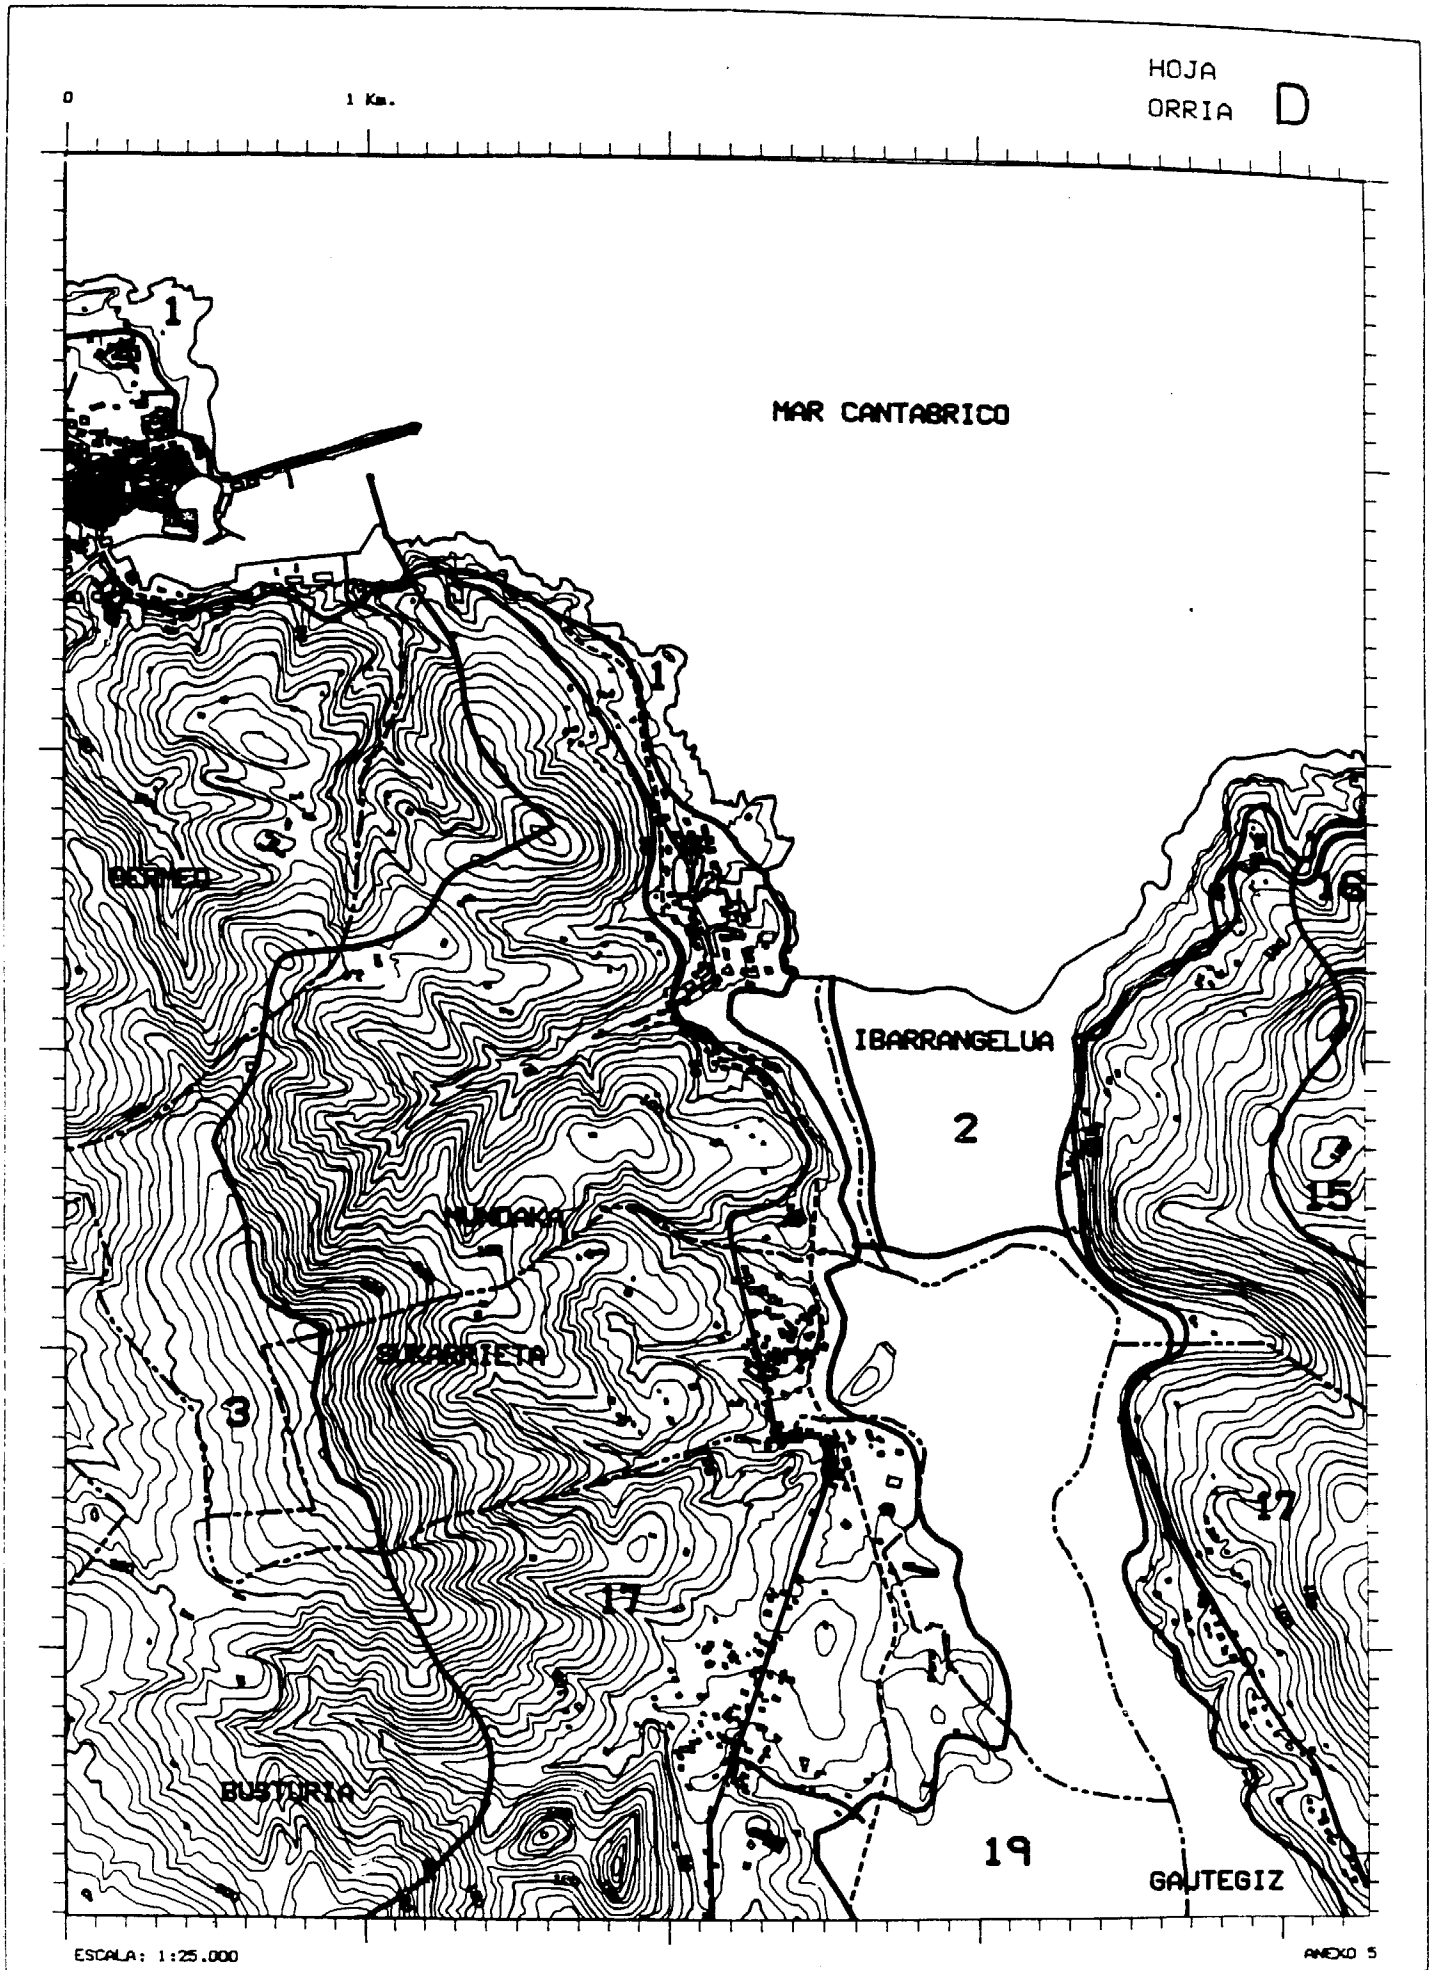 HOJA
ORRIA D
0 1 Km.
1
MAR CANTABRICO
1
BERMEO
16
IBARRANGELUA
2
15
MUNDAKA
SUKARRIETA
3
17
17
BUSTURIA
19
GAUTEGIZ
ESCALA: 1:25.000
ANEXO 5